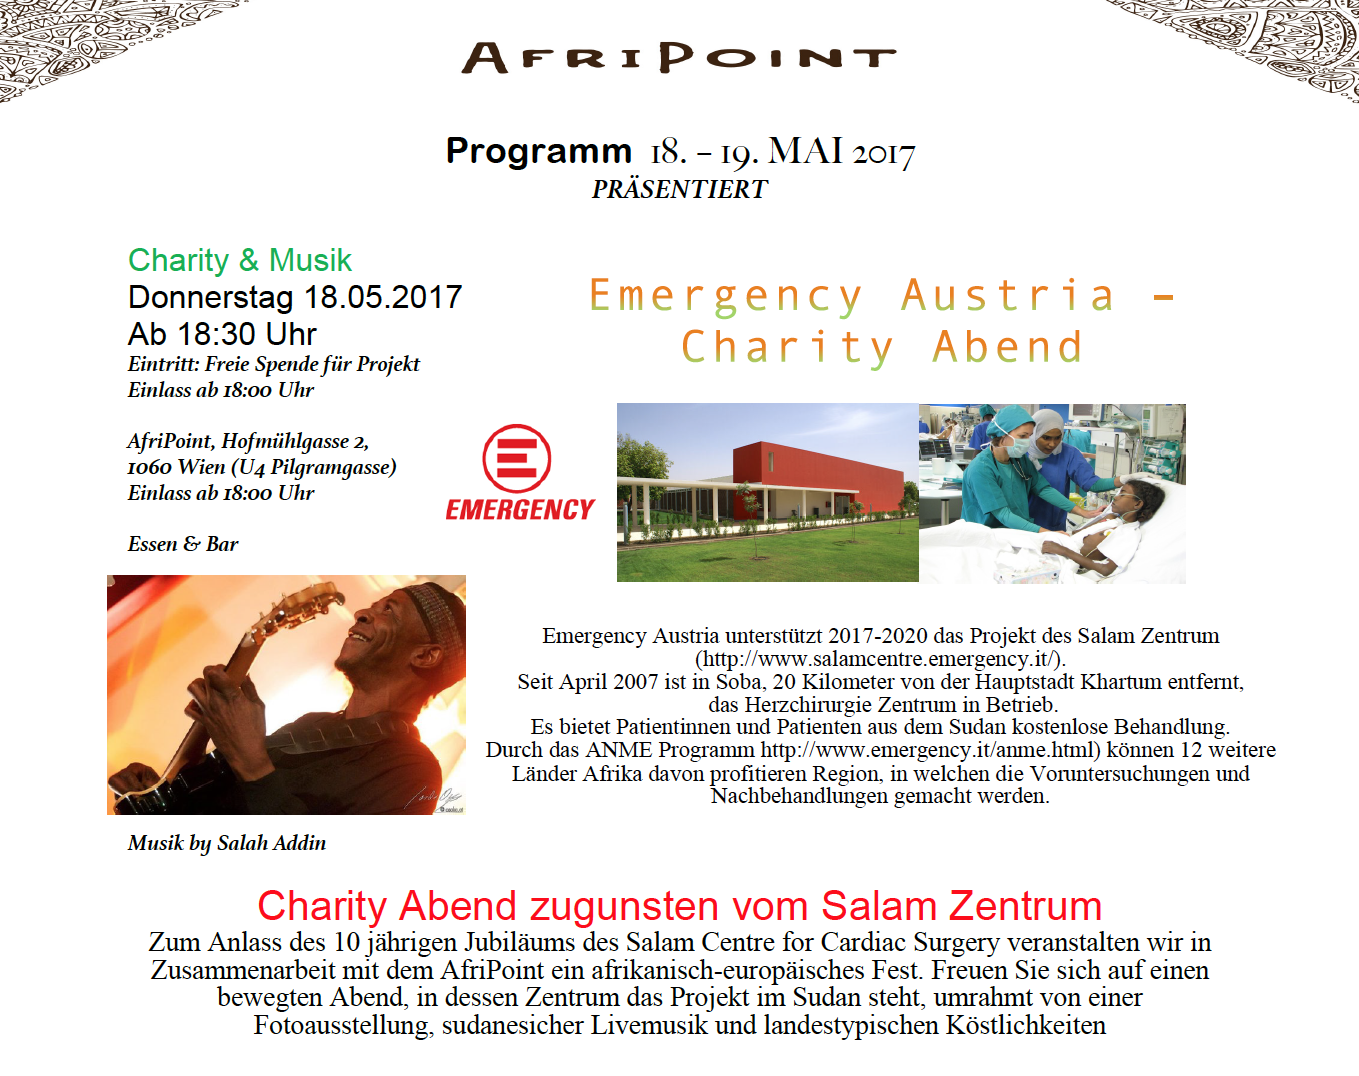 AFRIPOINT
Programm 18. – 19. MAI 2017
PRÄSENTIERT
Charity & Musik
Donnerstag 18.05.2017
Ab 18:30 Uhr
Eintritt: Freie Spende für Projekt
Einlass ab 18:00 Uhr
AfriPoint, Hofmühlgasse 2,
1060 Wien (U4 Pilgramgasse)
Einlass ab 18:00 Uhr
Essen & Bar
EMERGENCY
Musik by Salah Addin
Emergency Austria –
Charity Abend
Emergency Austria unterstützt 2017-2020 das Projekt des Salam Zentrum
(http://www.salamcentre.emergency.it/).
Seit April 2007 ist in Soba, 20 Kilometer von der Hauptstadt Khartum entfernt,
das Herzchirurgie Zentrum in Betrieb.
Es bietet Patientinnen und Patienten aus dem Sudan kostenlose Behandlung.
Durch das ANME Programm http://www.emergency.it/anme.html) können 12 weitere
Länder Afrika davon profitieren Region, in welchen die Voruntersuchungen und
Nachbehandlungen gemacht werden.
Charity Abend zugunsten vom Salam Zentrum
Zum Anlass des 10 jährigen Jubiläums des Salam Centre for Cardiac Surgery veranstalten wir in
Zusammenarbeit mit dem AfriPoint ein afrikanisch-europäisches Fest. Freuen Sie sich auf einen
bewegten Abend, in dessen Zentrum das Projekt im Sudan steht, umrahmt von einer
Fotoausstellung, sudanesicher Livemusik und landestypischen Köstlichkeiten